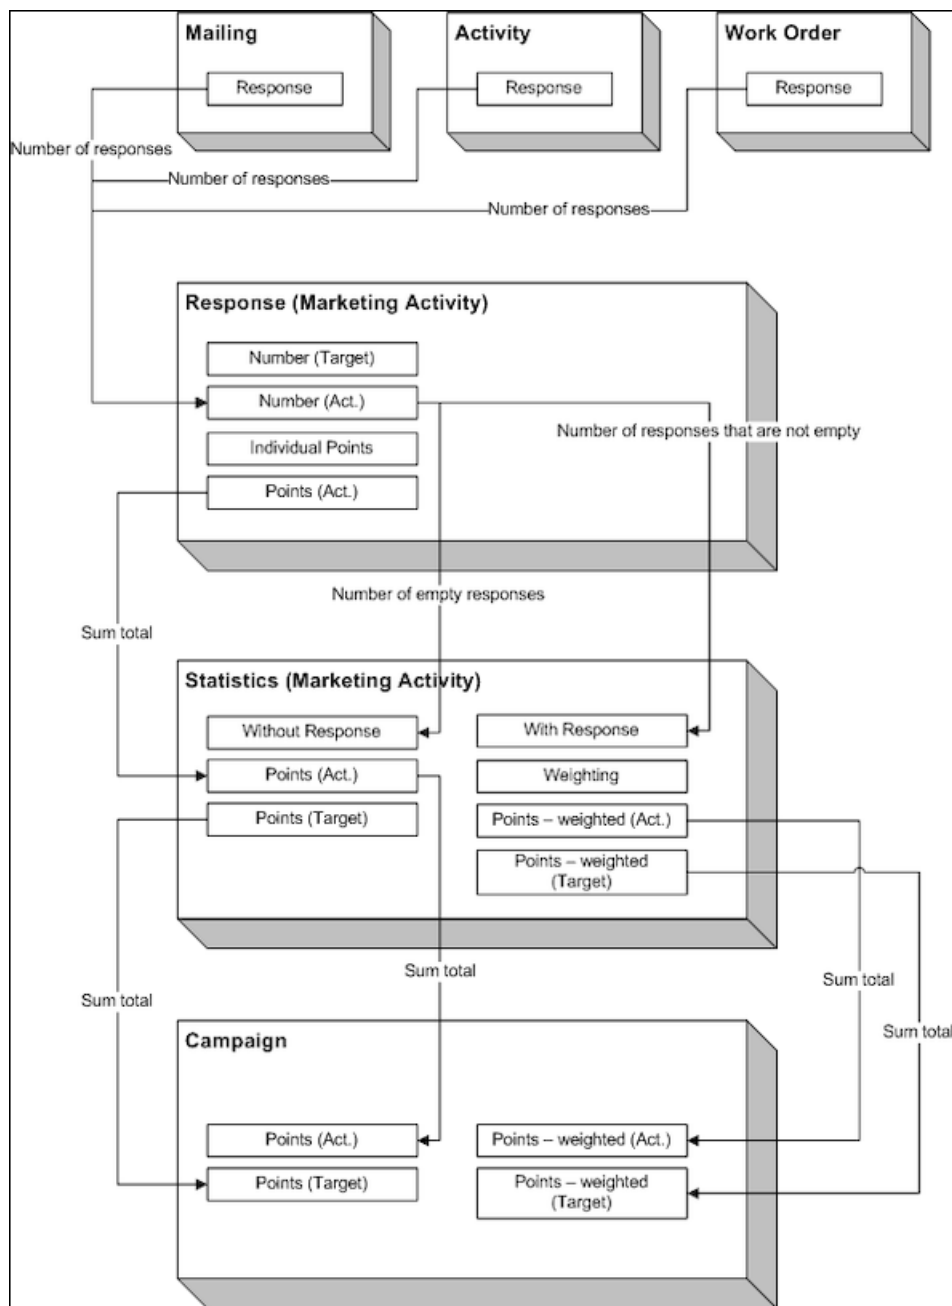 Mailing
Activity
Work Order
Response
Response
Response
Number of responses
Number of responses
Number of responses
Response (Marketing Activity)
Number (Target)
Number (Act.)
Number of responses that are not empty
Individual Points
Points (Act.)
Number of empty responses
Sum total
Statistics (Marketing Activity)
Without Response
With Response
Points (Act.)
Weighting
Points (Target)
Points – weighted (Act.)
Points – weighted
(Target)
Sum total
Sum total
Sum total
Sum total
Campaign
Points (Act.)
Points – weighted (Act.)
Points (Target)
Points – weighted
(Target)